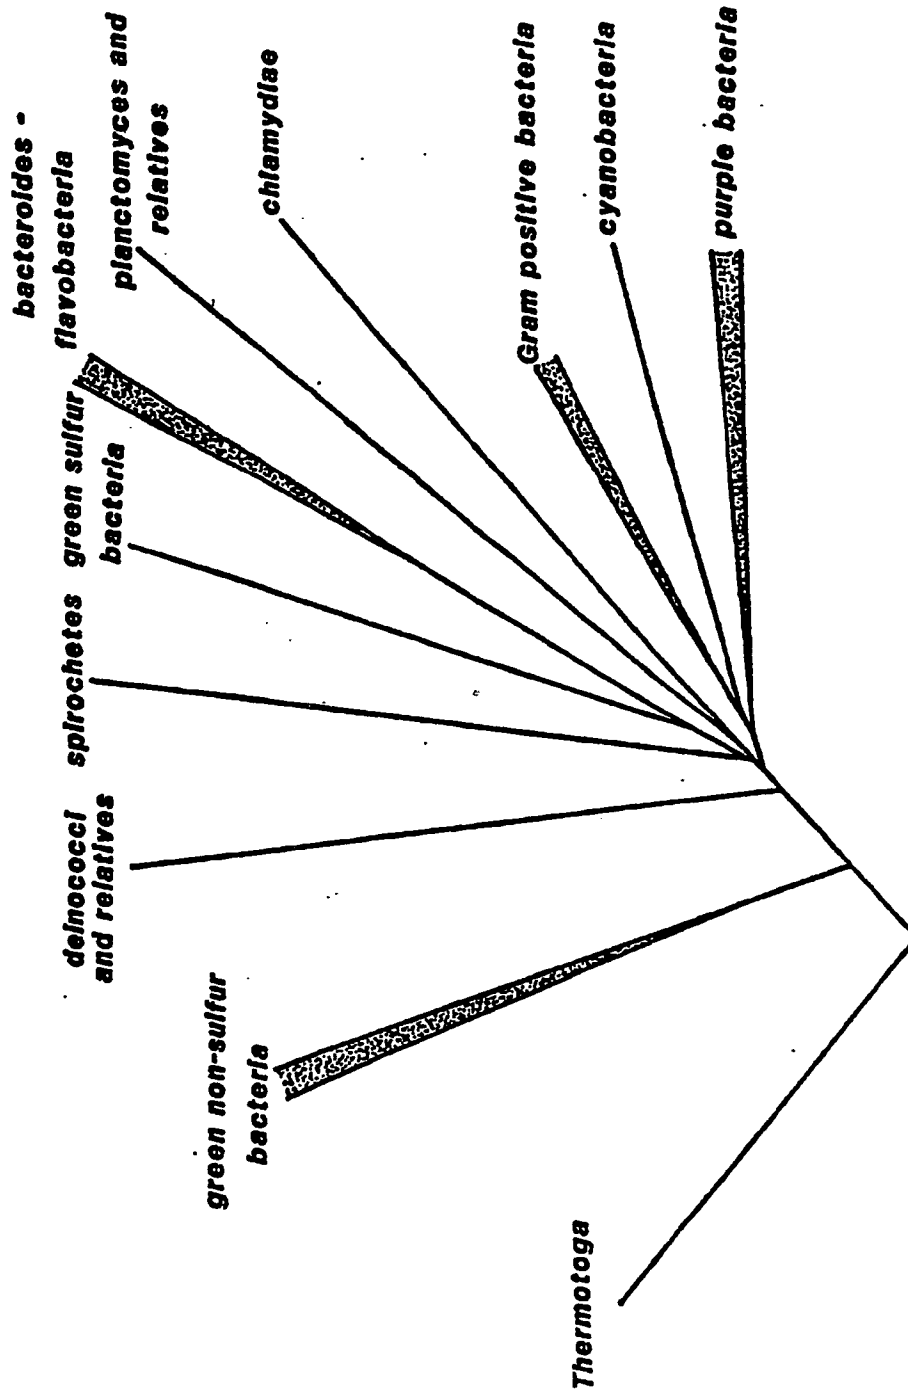 bacteroides -
flavobacteria
planctomyces and
relatives
chlamydiae
Gram positive bacteria
cyanobacteria
purple bacteria
green sulfur
bacteria
spirochetes
deinococci
and relatives
green non-sulfur
bacteria
Thermotoga